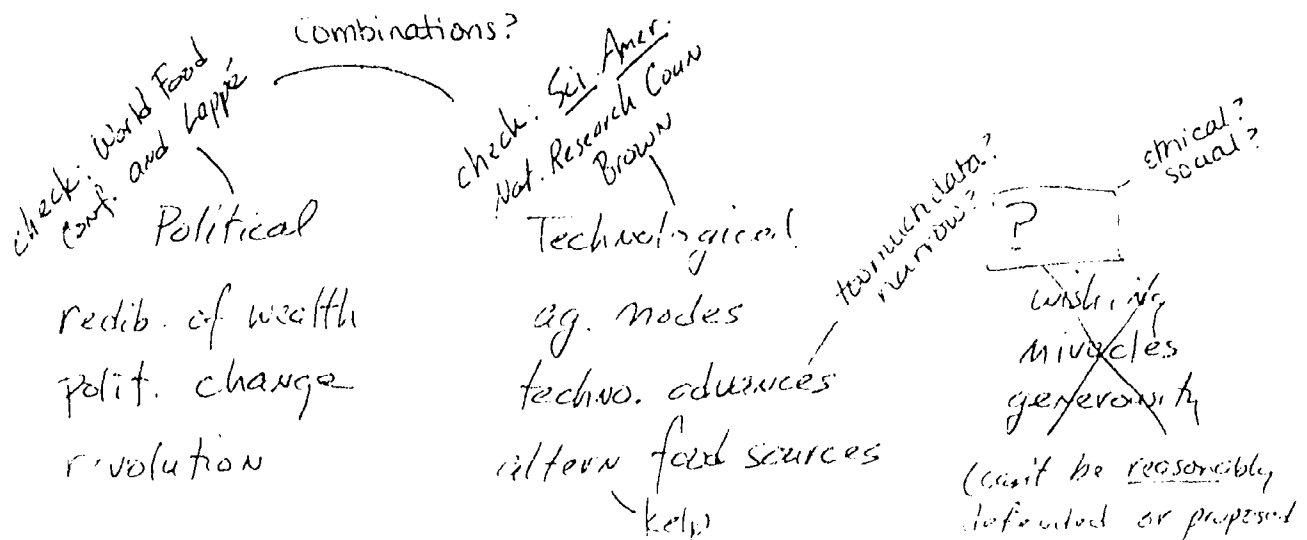 Combinations?
check: World Food
Conf. and Lappé
check: Sci. Amer.
Nat. Research Coun
Brown
Political
redib. of wealth
polit. change
revolution
Technological
ag. modes
techno. advances
altern food sources
kelp
too much data?
narrow?
?
ethical?
social?
wishing
miracles
generosity
(can't be reasonably
defended or proposed